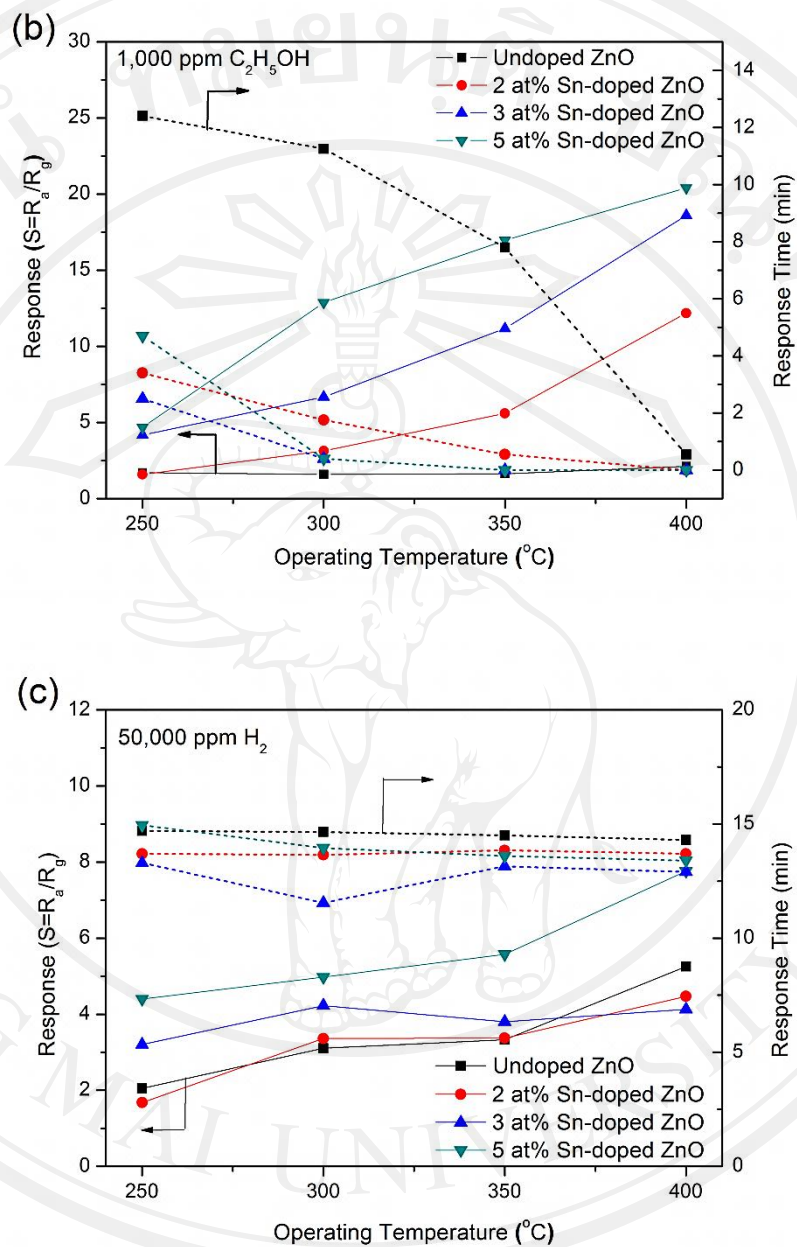 (b)
1,000 ppm C₂H₅OH
Undoped ZnO
2 at% Sn-doped ZnO
3 at% Sn-doped ZnO
5 at% Sn-doped ZnO
30
25
20
15
10
5
0
14
12
10
8
6
4
2
0
Response (S=Rₐ/R_g)
Response Time (min)
250
300
350
400
Operating Temperature (°C)
(c)
50,000 ppm H₂
12
10
8
6
4
2
0
20
15
10
5
0
Response (S=Rₐ/R_g)
Response Time (min)
Undoped ZnO
2 at% Sn-doped ZnO
3 at% Sn-doped ZnO
5 at% Sn-doped ZnO
250
300
350
400
Operating Temperature (°C)
MAI UNIVERSITY